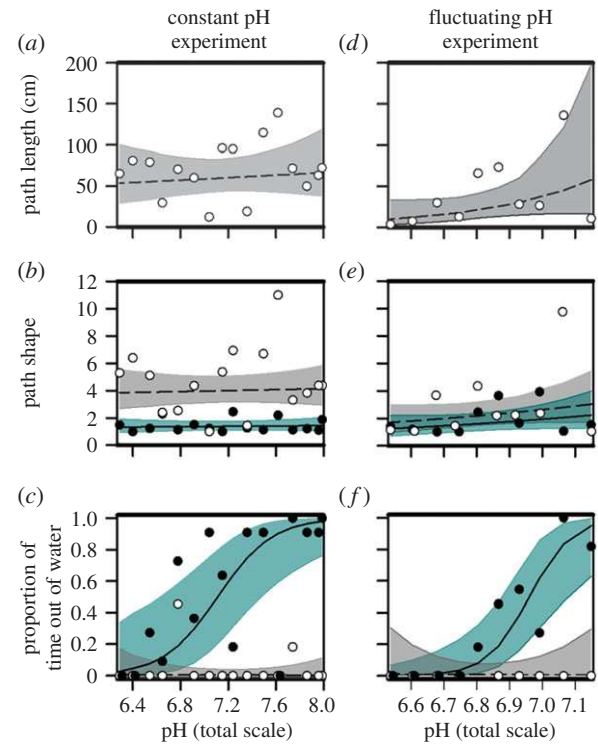 constant pH
experiment
fluctuating pH
experiment
(a)
(d)
path length (cm)
200
150
100
50
0
(b)
(e)
path shape
12
10
8
6
4
2
0
(c)
(f)
proportion of
time out of water
1.0
0.8
0.6
0.4
0.2
0
6.4 6.8 7.2 7.6 8.0
6.6 6.7 6.8 6.9 7.0 7.1
pH (total scale)
pH (total scale)